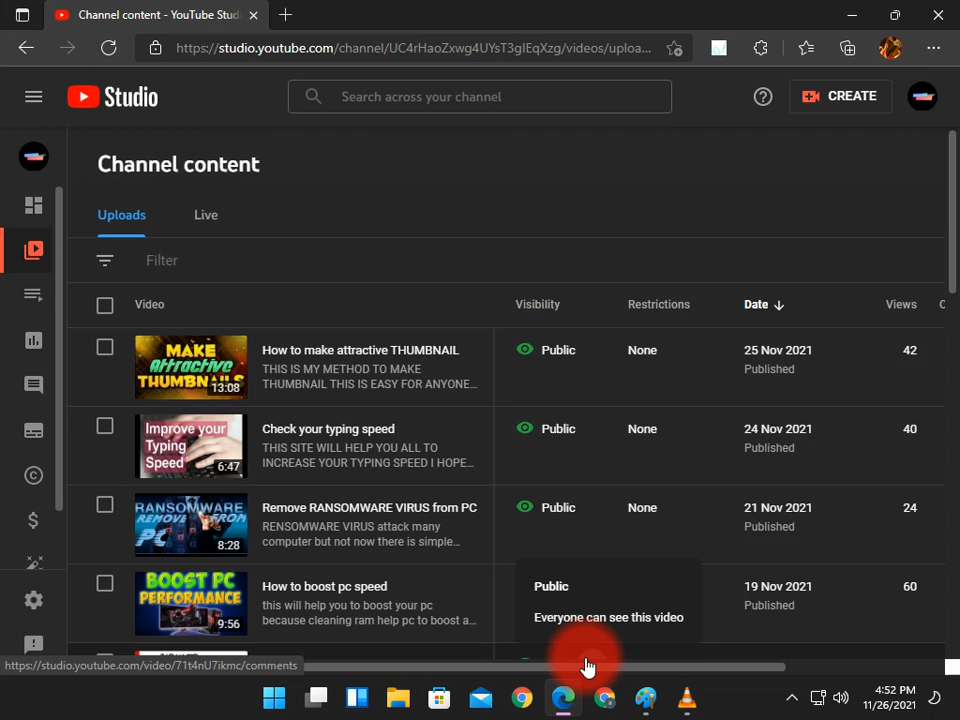 Channel content - YouTube Stud
https://studio.youtube.com/channel/UC4rHaoZxwg4UYsT3glEqXzg/videos/uploa...
Studio
Search across your channel
CREATE
Channel content
Uploads
Live
Filter
Video
Visibility
Restrictions
Date
Views
MAKE
Attractive
THUMBNAILS
13:08
How to make attractive THUMBNAIL
THIS IS MY METHOD TO MAKE
THUMBNAIL THIS IS EASY FOR ANYONE...
Public
None
25 Nov 2021
Published
42
Improve your
Typing
Speed
6:47
Check your typing speed
THIS SITE WILL HELP YOU ALL TO
INCREASE YOUR TYPING SPEED I HOPE...
Public
None
24 Nov 2021
Published
40
RANSOMWARE
REMOVE FROM
PC
8:28
Remove RANSOMWARE VIRUS from PC
RENSOMWARE VIRUS attack many
computer but not now there is simple...
Public
None
21 Nov 2021
Published
24
BOOST PC
PERFORMANCE
9:56
How to boost pc speed
this will help you to boost your pc
because cleaning ram help pc to boost a...
Public
Everyone can see this video
19 Nov 2021
Published
60
https://studio.youtube.com/video/71t4nU7ikmc/comments
4:52 PM
11/26/2021